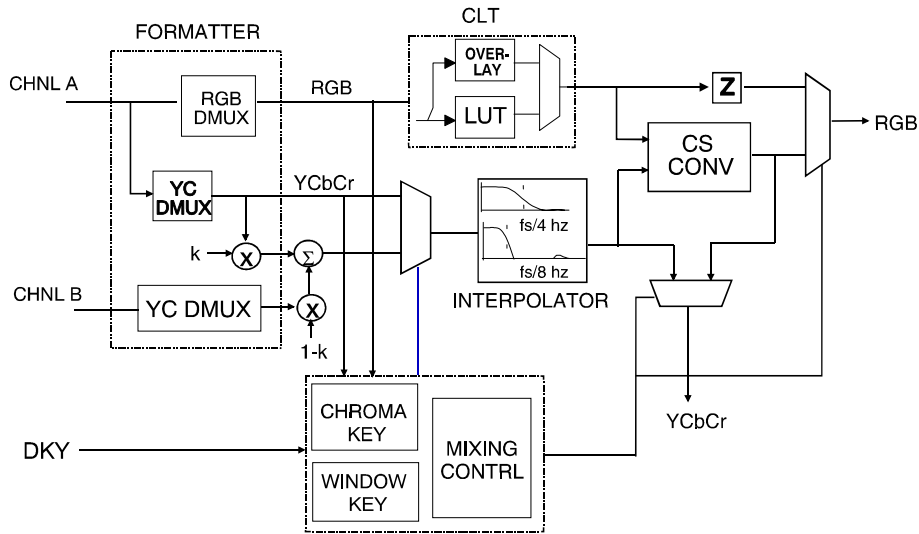 FORMATTER
CLT
CHNL A
RGB
DMUX
RGB
OVER-
LAY
LUT
Z
RGB
CS
CONV
YC
DMUX
YCbCr
fs/4 hz
fs/8 hz
INTERPOLATOR
k
X
Σ
CHNL B
YC DMUX
X
1-k
YCbCr
DKY
CHROMA
KEY
WINDOW
KEY
MIXING
CONTRL